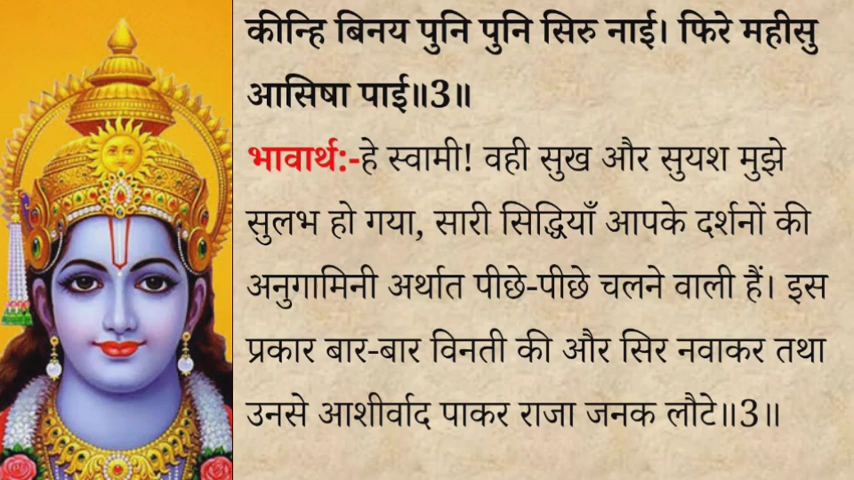 कीन्हि बिनय पुनि पुनि सिरु नाई। फिरे महीसु
आसिषा पाई॥3॥
भावार्थ:-हे स्वामी! वही सुख और सुयश मुझे
सुलभ हो गया, सारी सिद्धियाँ आपके दर्शनों की
अनुगामिनी अर्थात पीछे-पीछे चलने वाली हैं। इस
प्रकार बार-बार विनती की और सिर नवाकर तथा
उनसे आशीर्वाद पाकर राजा जनक लौटे॥3॥